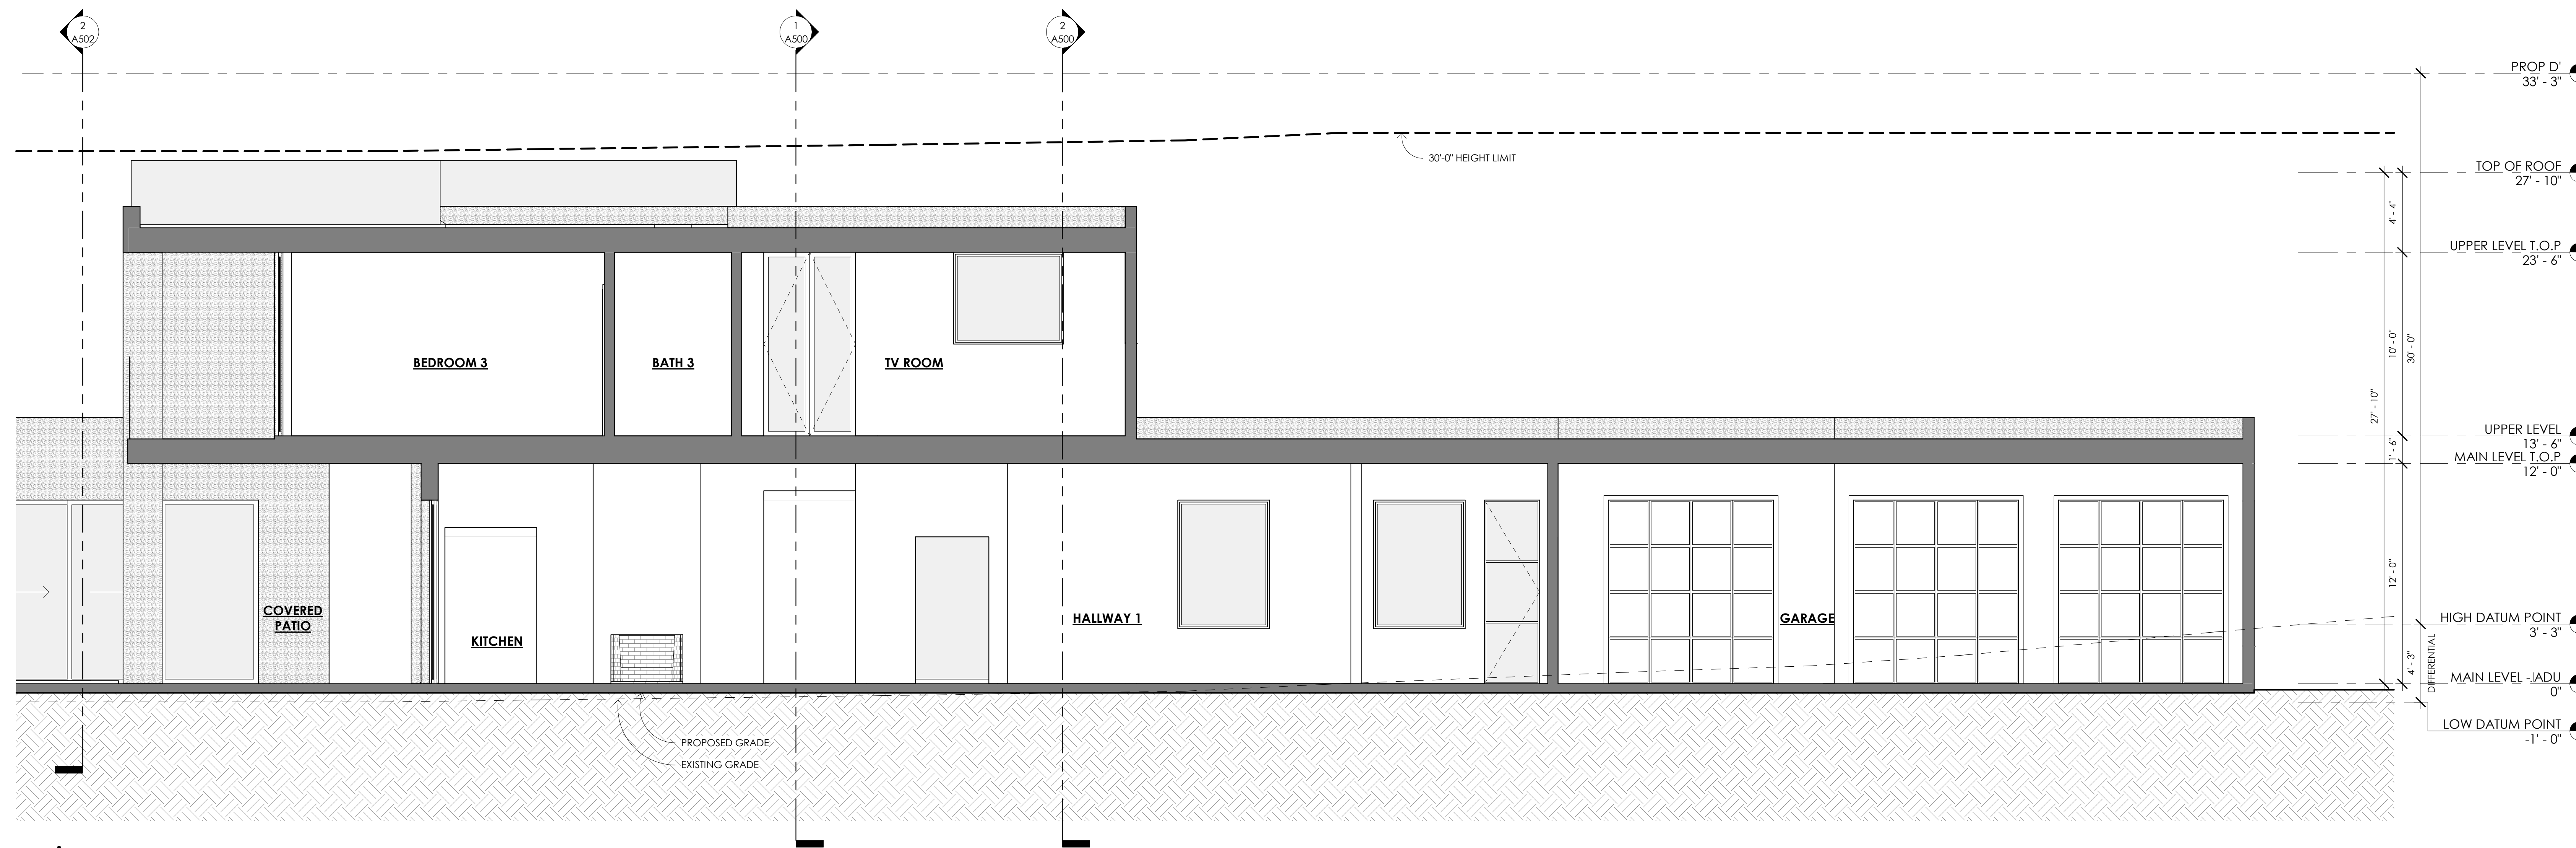 2
A502
1
A500
2
A500
PROP D'
33' - 3"
30'-0" HEIGHT LIMIT
TOP OF ROOF
27' - 10"
4' - 4"
UPPER LEVEL T.O.P
23' - 6"
BEDROOM 3
BATH 3
TV ROOM
10' - 0"
30' - 0"
27' - 10"
UPPER LEVEL
13' - 6"
1' - 6"
MAIN LEVEL T.O.P
12' - 0"
12' - 0"
COVERED
PATIO
KITCHEN
HALLWAY 1
GARAGE
HIGH DATUM POINT
3' - 3"
4' - 3"
DIFFERENTIAL
MAIN LEVEL - JADU
0"
LOW DATUM POINT
-1' - 0"
PROPOSED GRADE
EXISTING GRADE